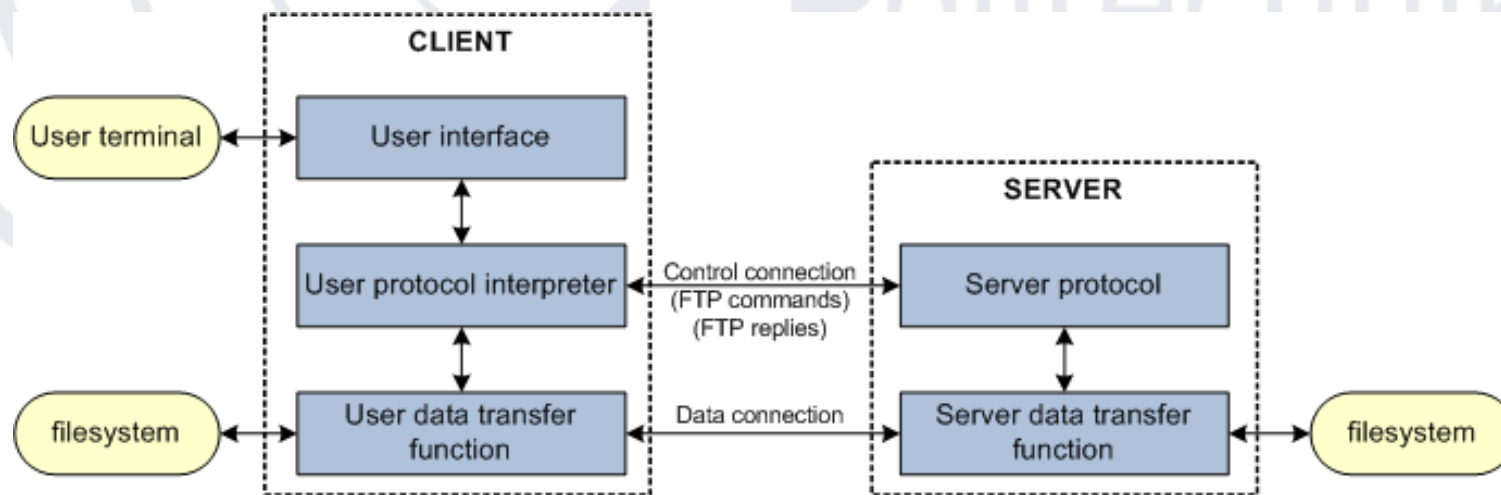 CLIENT
User terminal
User interface
SERVER
User protocol interpreter
Control connection
(FTP commands)
(FTP replies)
Server protocol
filesystem
User data transfer
function
Data connection
Server data transfer
function
filesystem